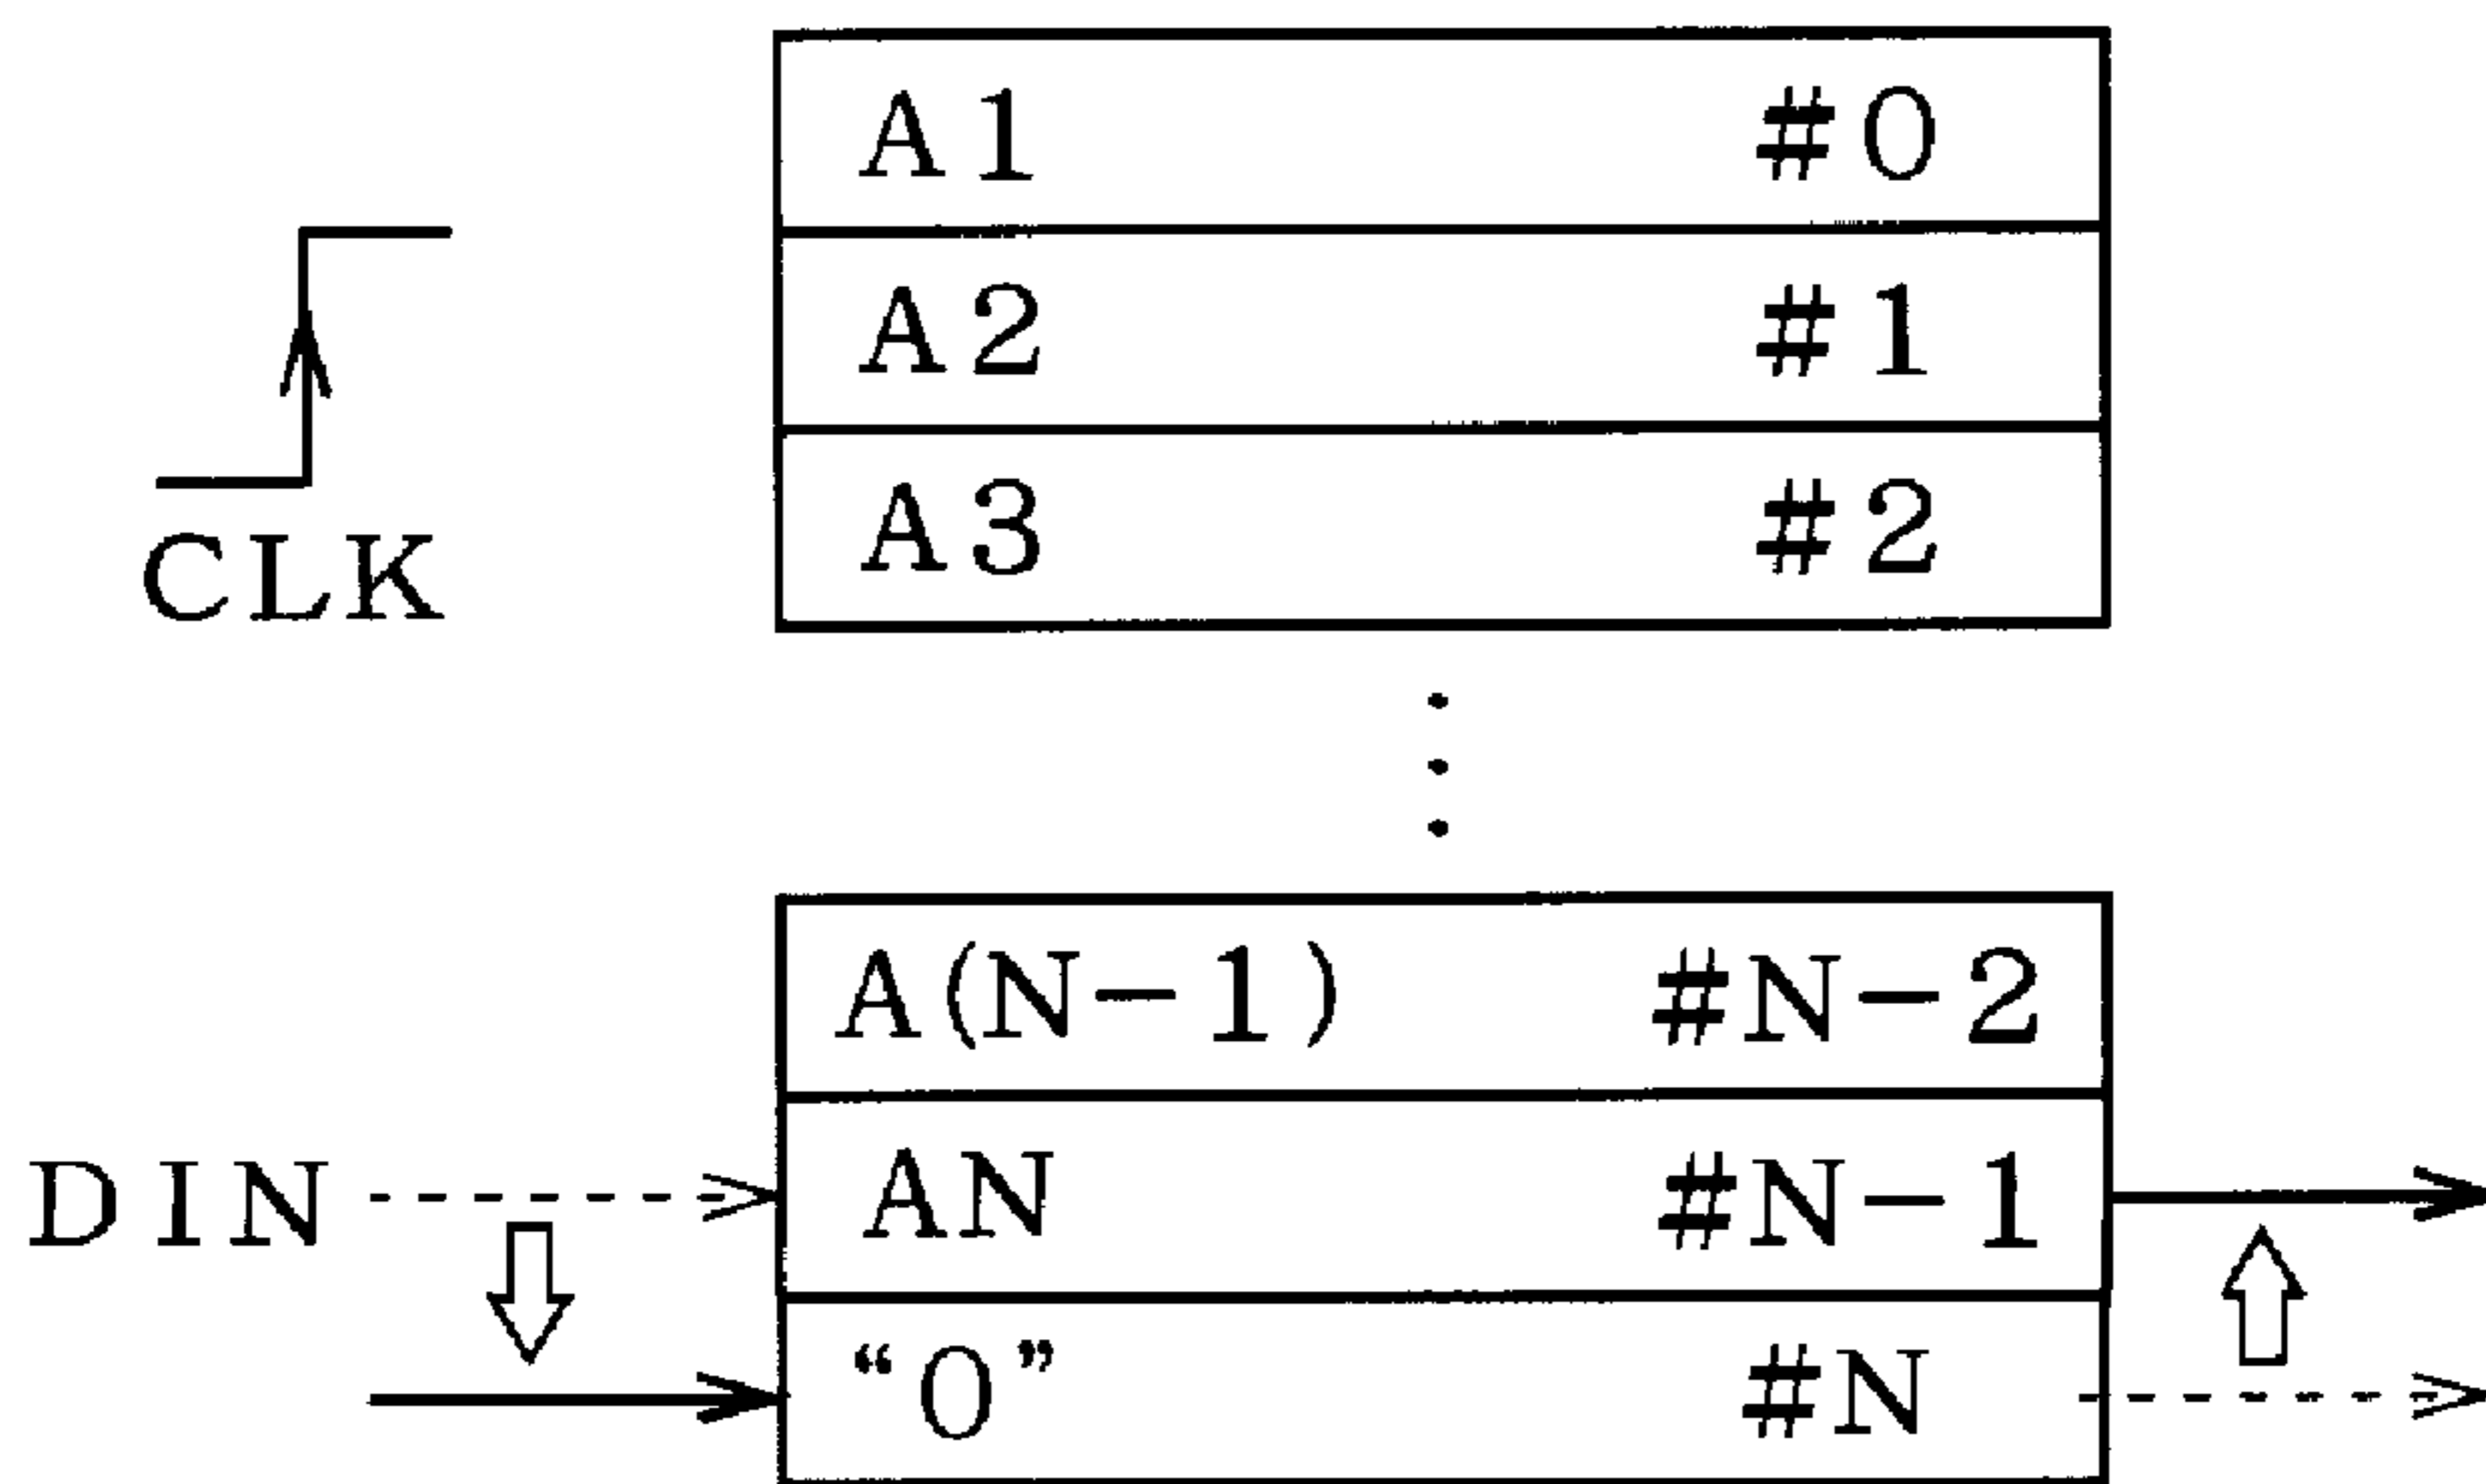 A1 #0
A2 #1
A3 #2
CLK
A(N-1) #N-2
DIN AN #N-1
“0” #N